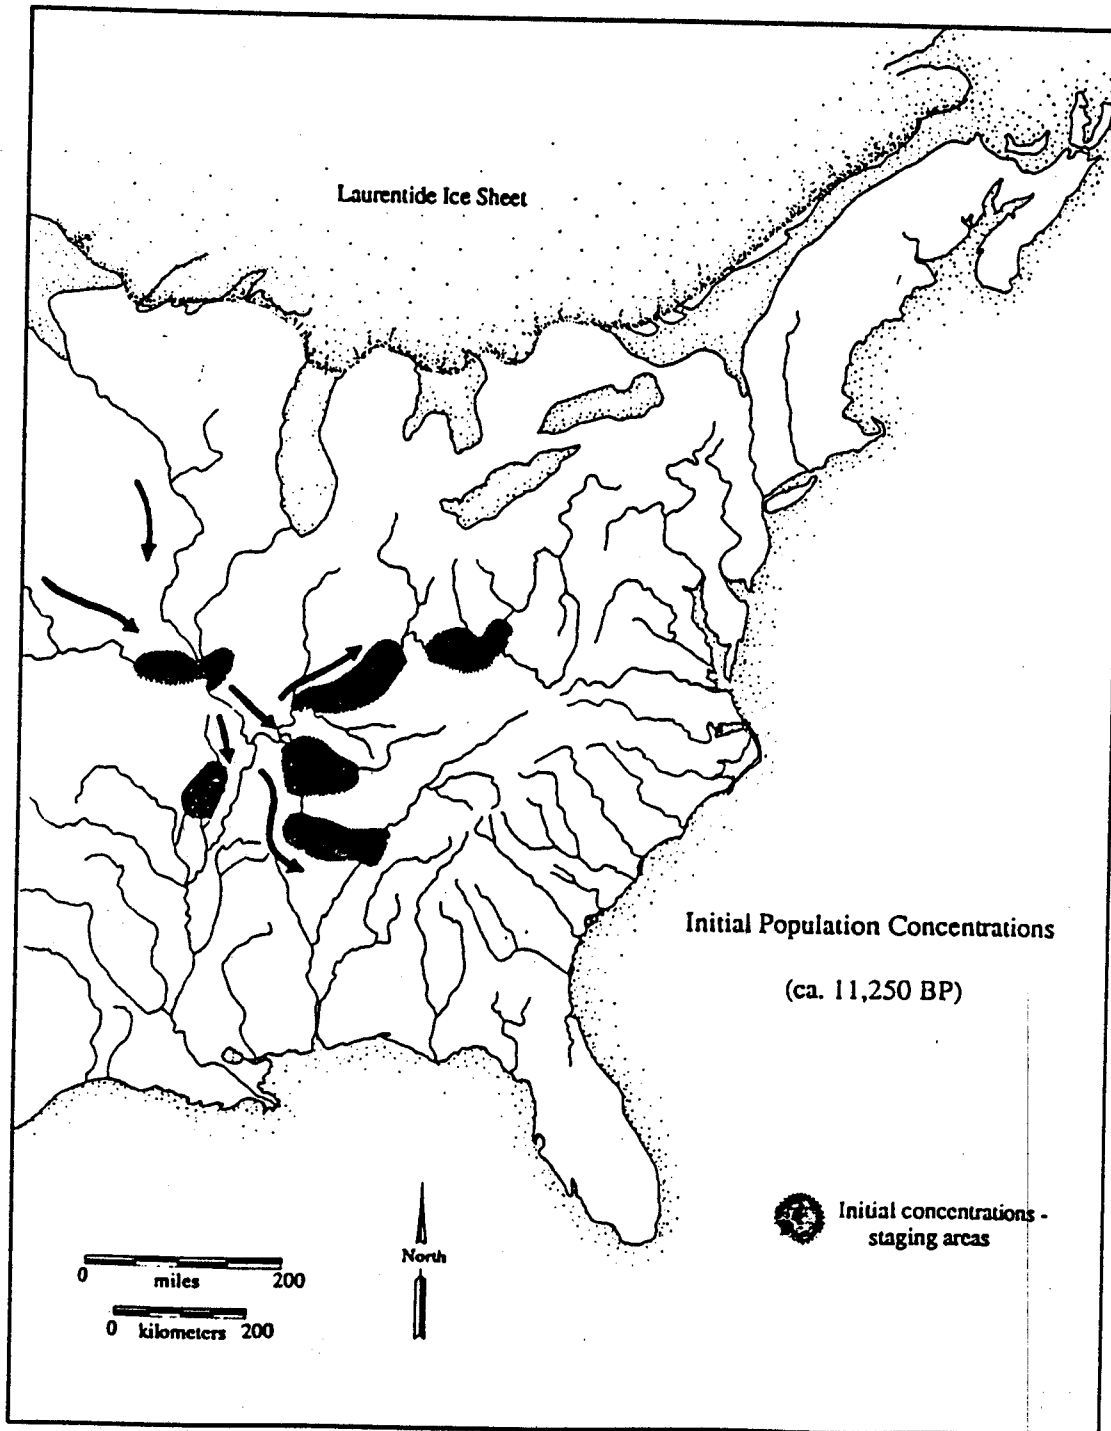 Laurentide Ice Sheet
Initial Population Concentrations
(ca. 11,250 BP)
Initial concentrations -
staging areas
North
0 miles 200
0 kilometers 200